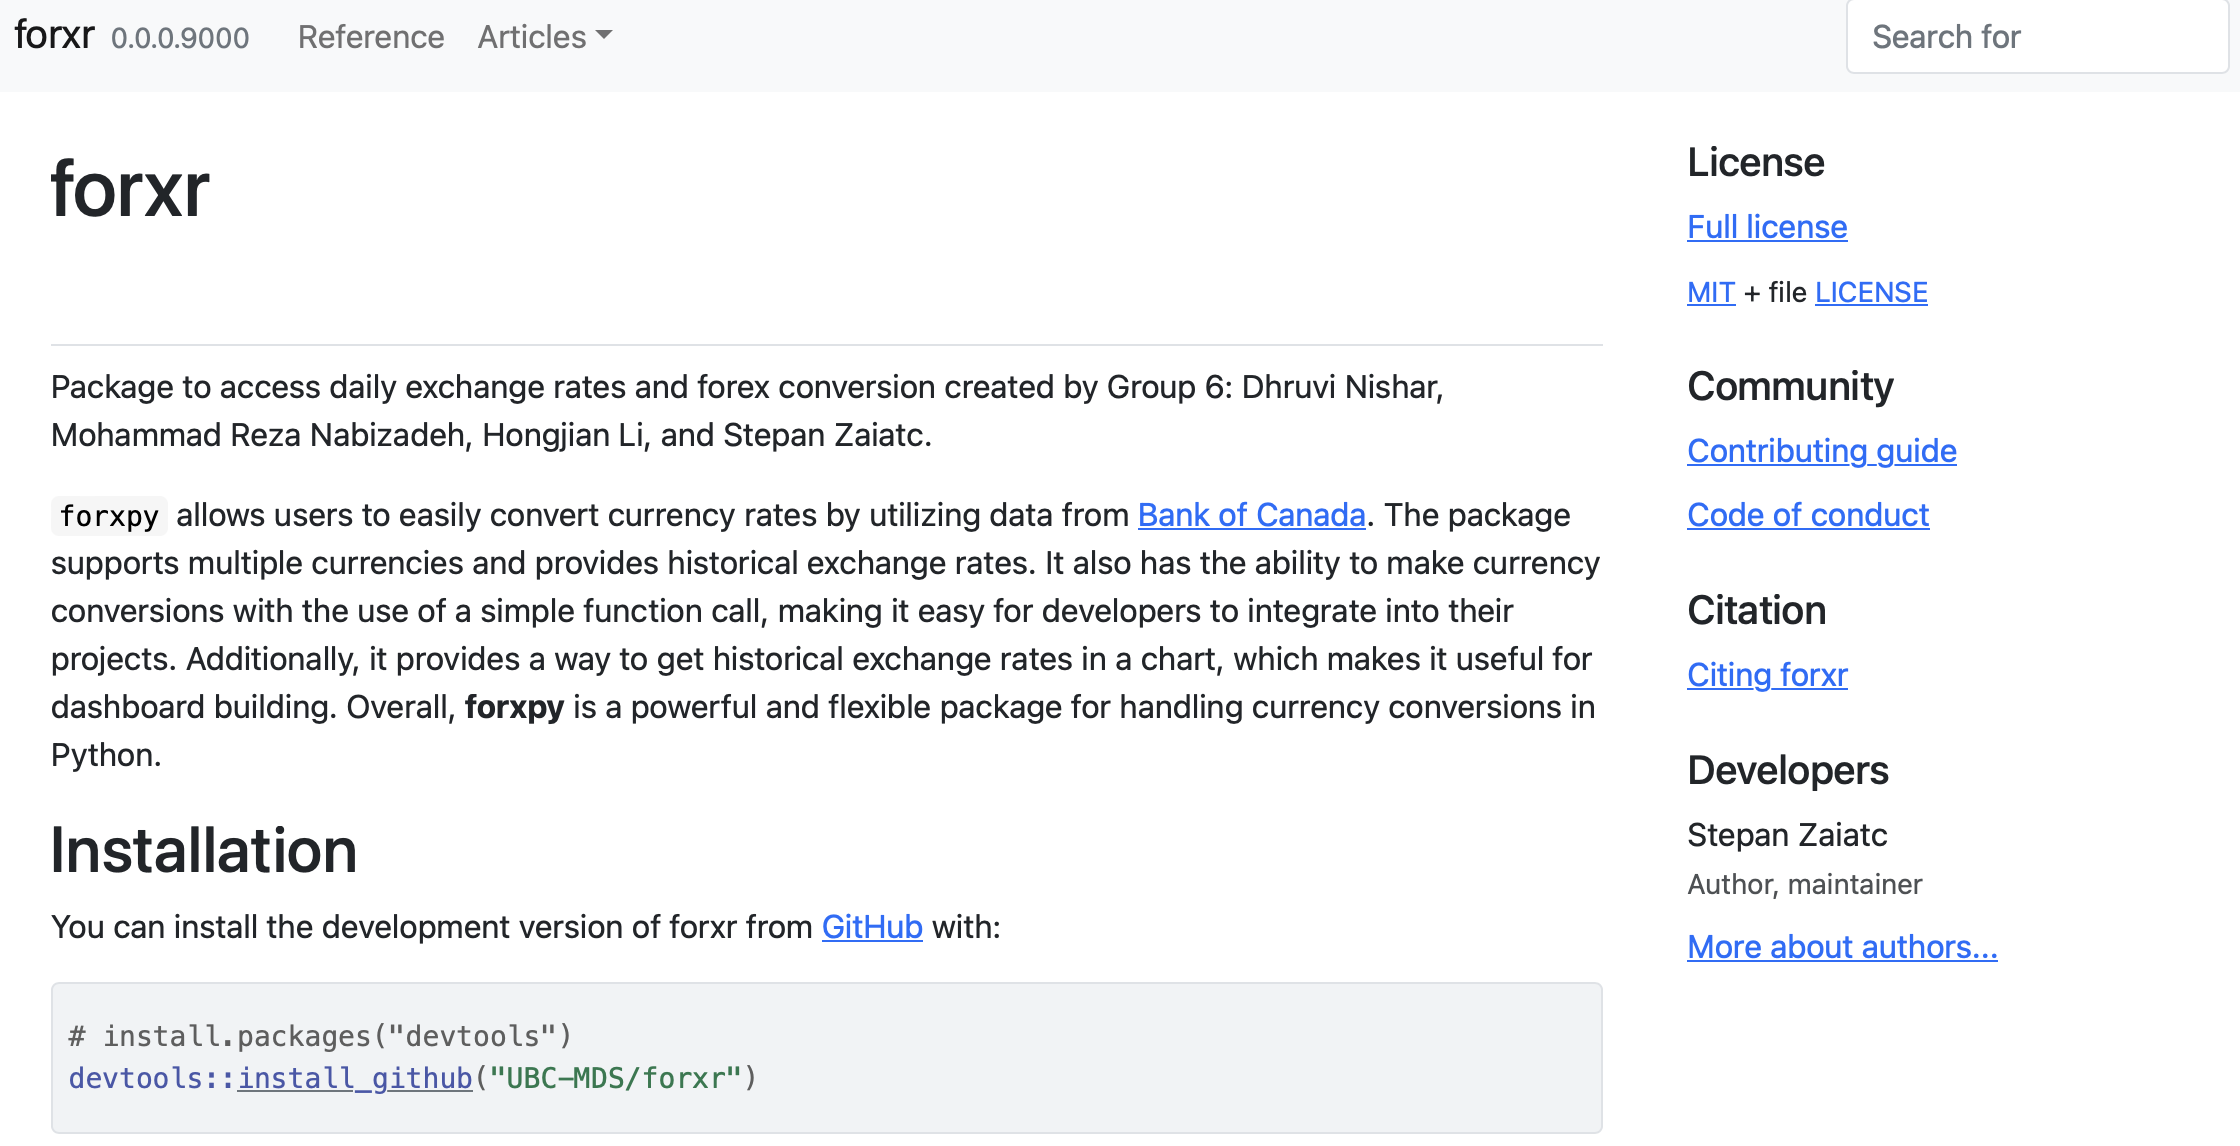 forxr 0.0.0.9000 Reference Articles Search for
forxr
Package to access daily exchange rates and forex conversion created by Group 6: Dhruvi Nishar,
Mohammad Reza Nabizadeh, Hongjian Li, and Stepan Zaiatc.
forxpy allows users to easily convert currency rates by utilizing data from Bank of Canada. The package
supports multiple currencies and provides historical exchange rates. It also has the ability to make currency
conversions with the use of a simple function call, making it easy for developers to integrate into their
projects. Additionally, it provides a way to get historical exchange rates in a chart, which makes it useful for
dashboard building. Overall, forxpy is a powerful and flexible package for handling currency conversions in
Python.
Installation
You can install the development version of forxr from GitHub with:
# install.packages("devtools")
devtools::install_github("UBC-MDS/forxr")
License
Full license
MIT + file LICENSE
Community
Contributing guide
Code of conduct
Citation
Citing forxr
Developers
Stepan Zaiatc
Author, maintainer
More about authors...